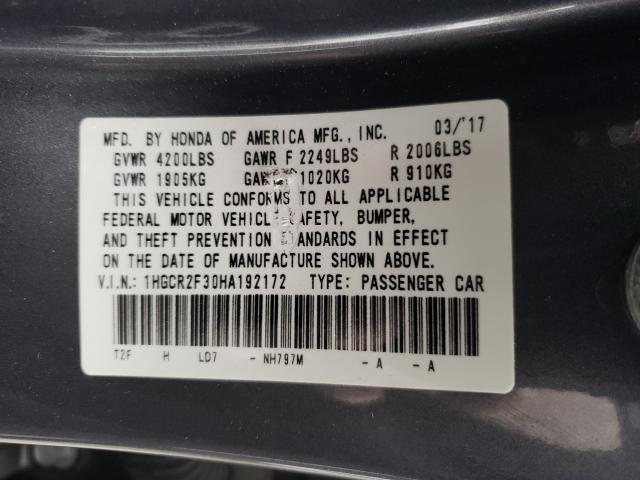 MFD. BY HONDA OF AMERICA MFG., INC. 03/'17
GVWR 4200LBS GAWR F 2249LBS R 2006LBS
GVWR 1905KG 1020KG R 910KG
THIS VEHICLE CONFORMS TO ALL APPLICABLE
FEDERAL MOTOR VEHICLE SAFETY, BUMPER,
AND THEFT PREVENTION STANDARDS IN EFFECT
ON THE DATE OF MANUFACTURE SHOWN ABOVE.
V.I.N.: 1HGCR2F30HA192172 TYPE: PASSENGER CAR
T2F H LD7 - NH797M - A - A